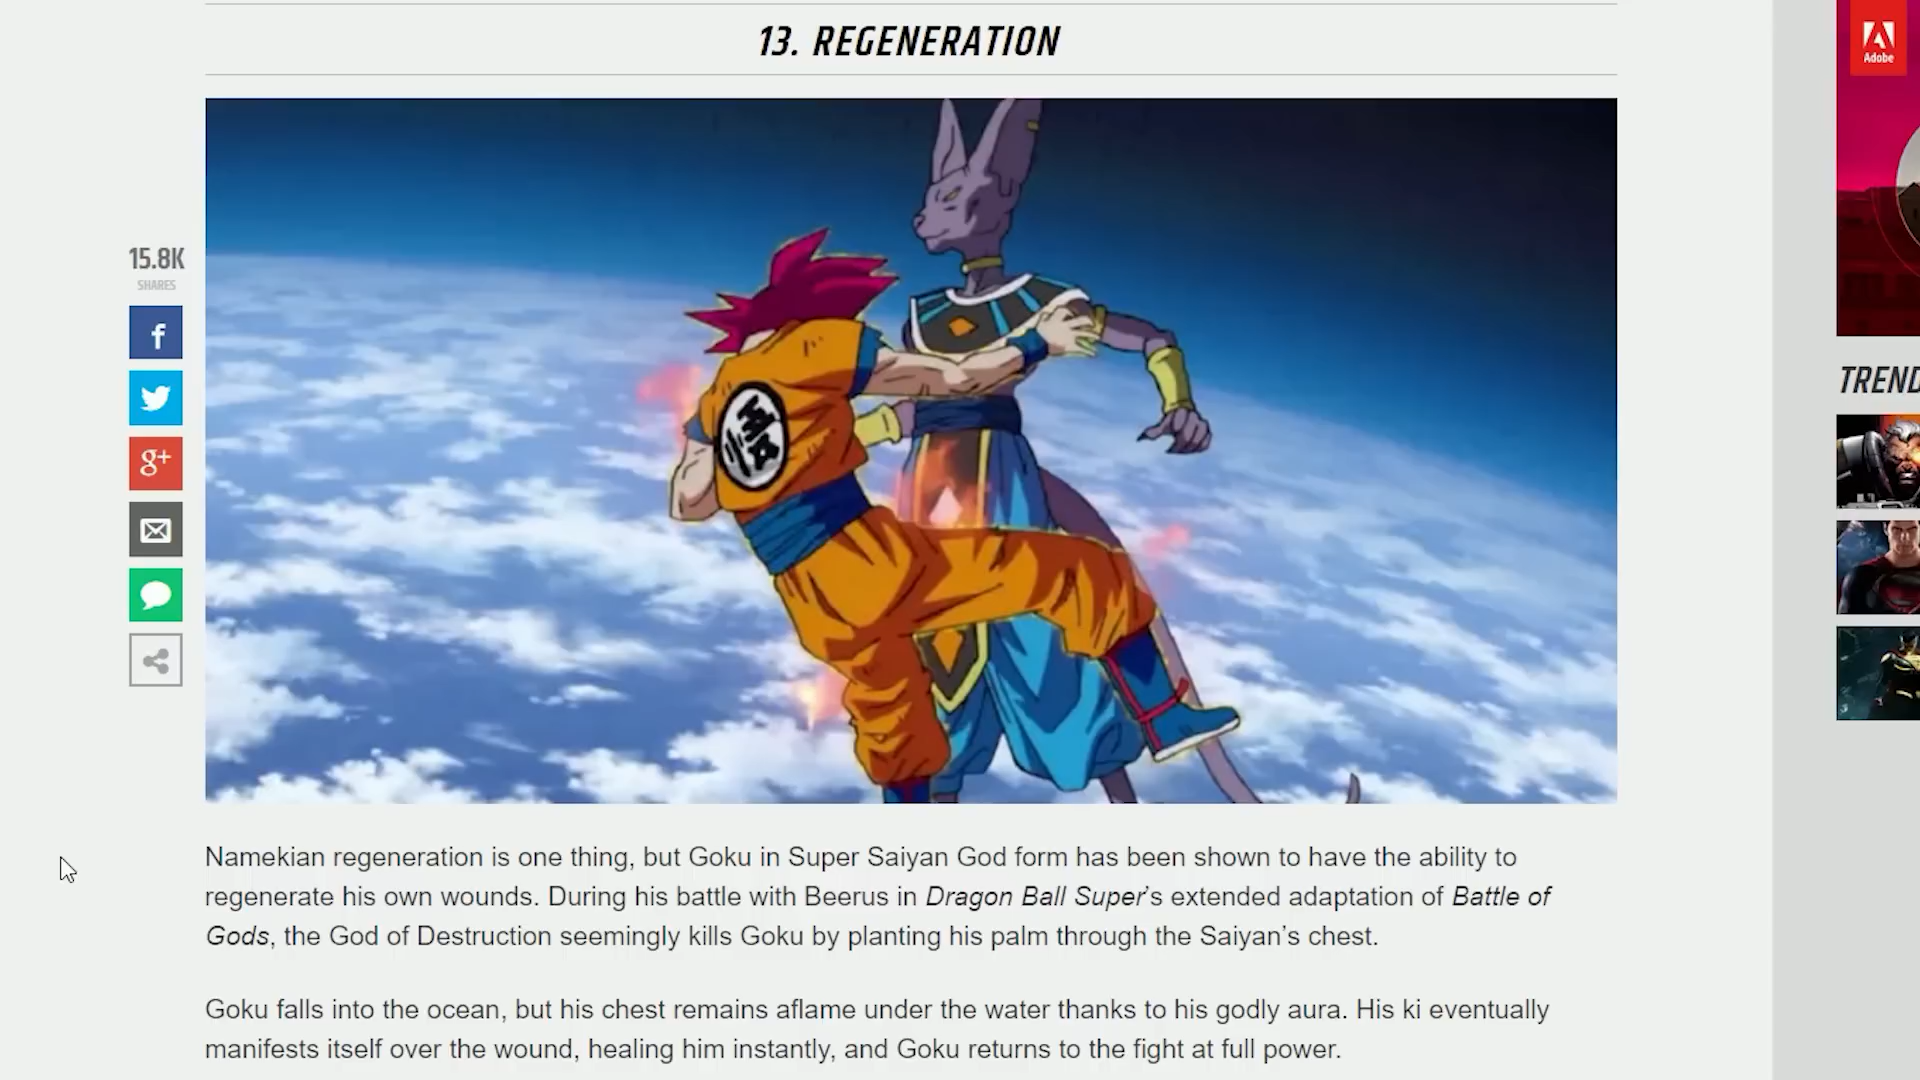 13. REGENERATION
Adobe
15.8K
SHARES
f
g+
TREND
悟
Namekian regeneration is one thing, but Goku in Super Saiyan God form has been shown to have the ability to
regenerate his own wounds. During his battle with Beerus in Dragon Ball Super's extended adaptation of Battle of
Gods, the God of Destruction seemingly kills Goku by planting his palm through the Saiyan's chest.
Goku falls into the ocean, but his chest remains aflame under the water thanks to his godly aura. His ki eventually
manifests itself over the wound, healing him instantly, and Goku returns to the fight at full power.